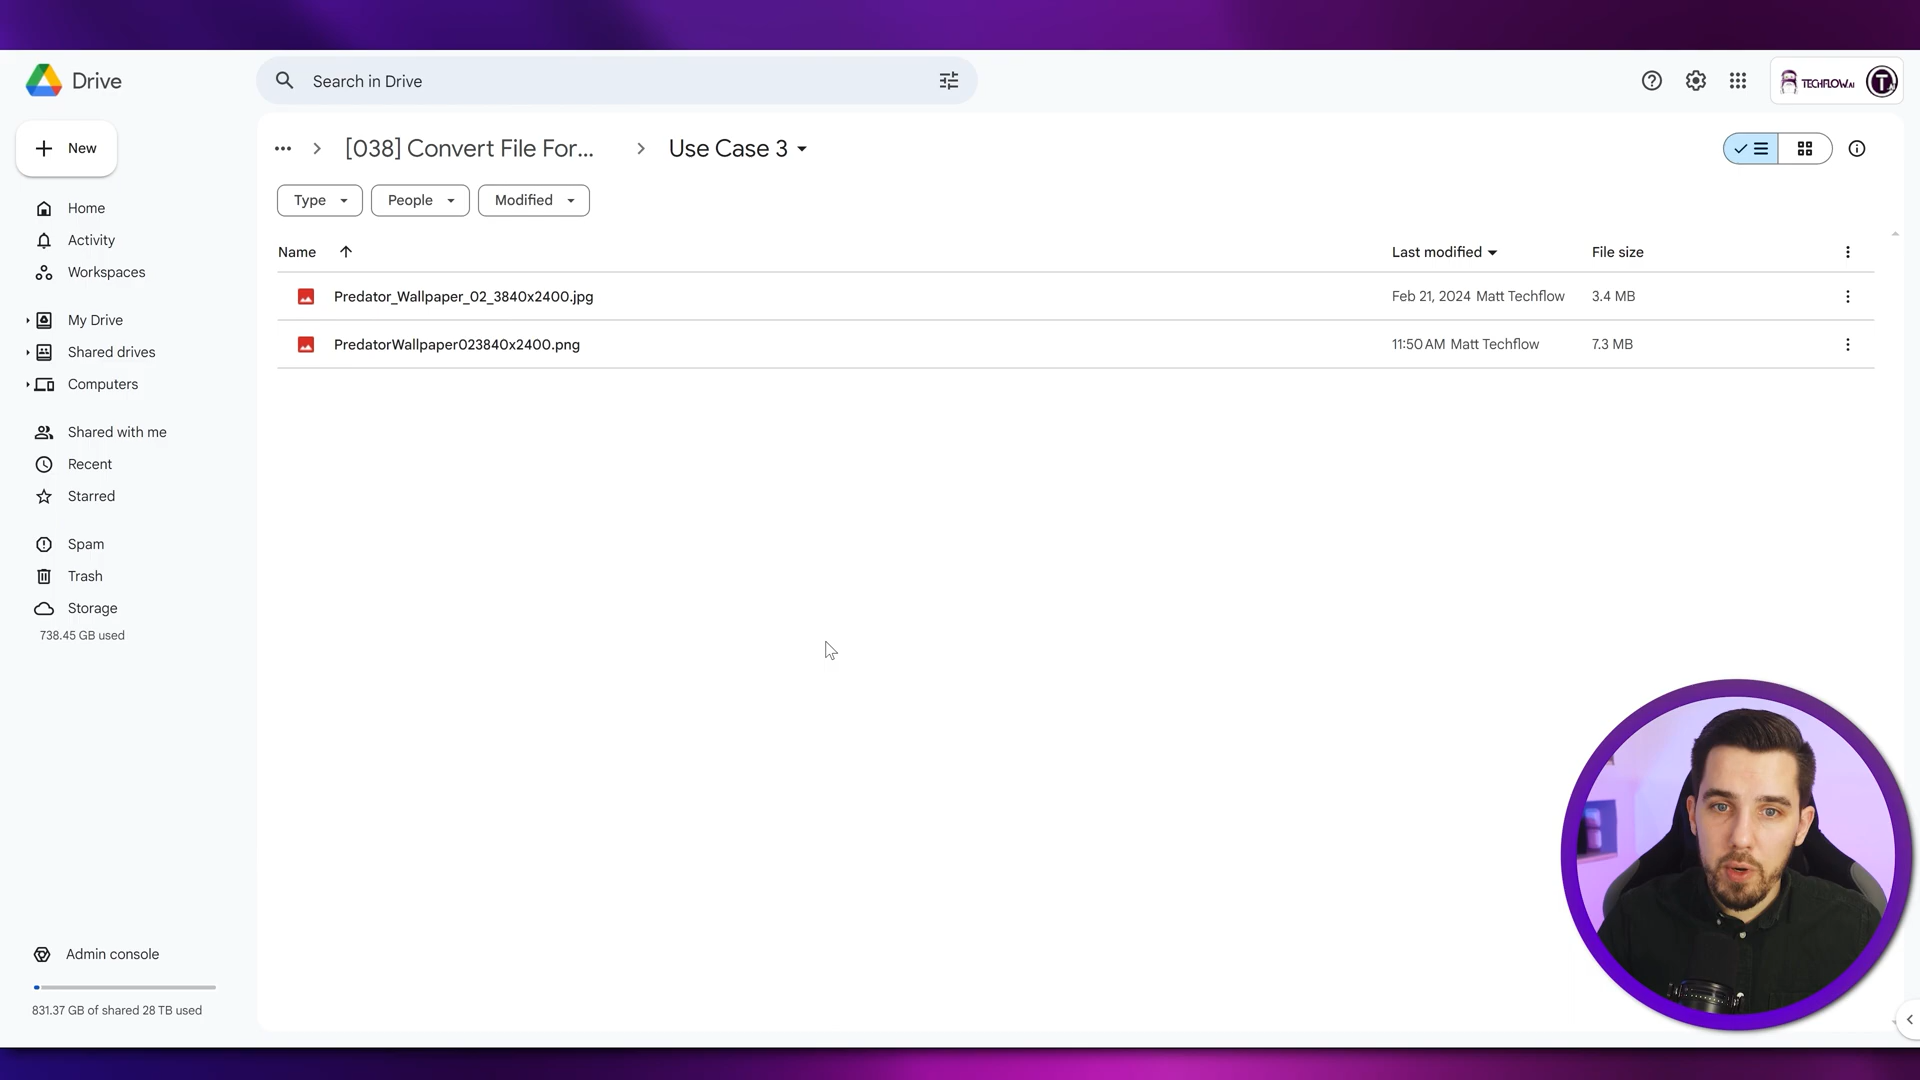 Drive
Search in Drive
TECHFLOW.AI
T
New
[038] Convert File For...
Use Case 3
Type
People
Modified
Home
Activity
Workspaces
My Drive
Shared drives
Computers
Shared with me
Recent
Starred
Spam
Trash
Storage
738.45 GB used
Admin console
831.37 GB of shared 28 TB used
Name Last modified File size
Predator_Wallpaper_02_3840x2400.jpg Feb 21, 2024 Matt Techflow 3.4 MB
PredatorWallpaper023840x2400.png 11:50 AM Matt Techflow 7.3 MB